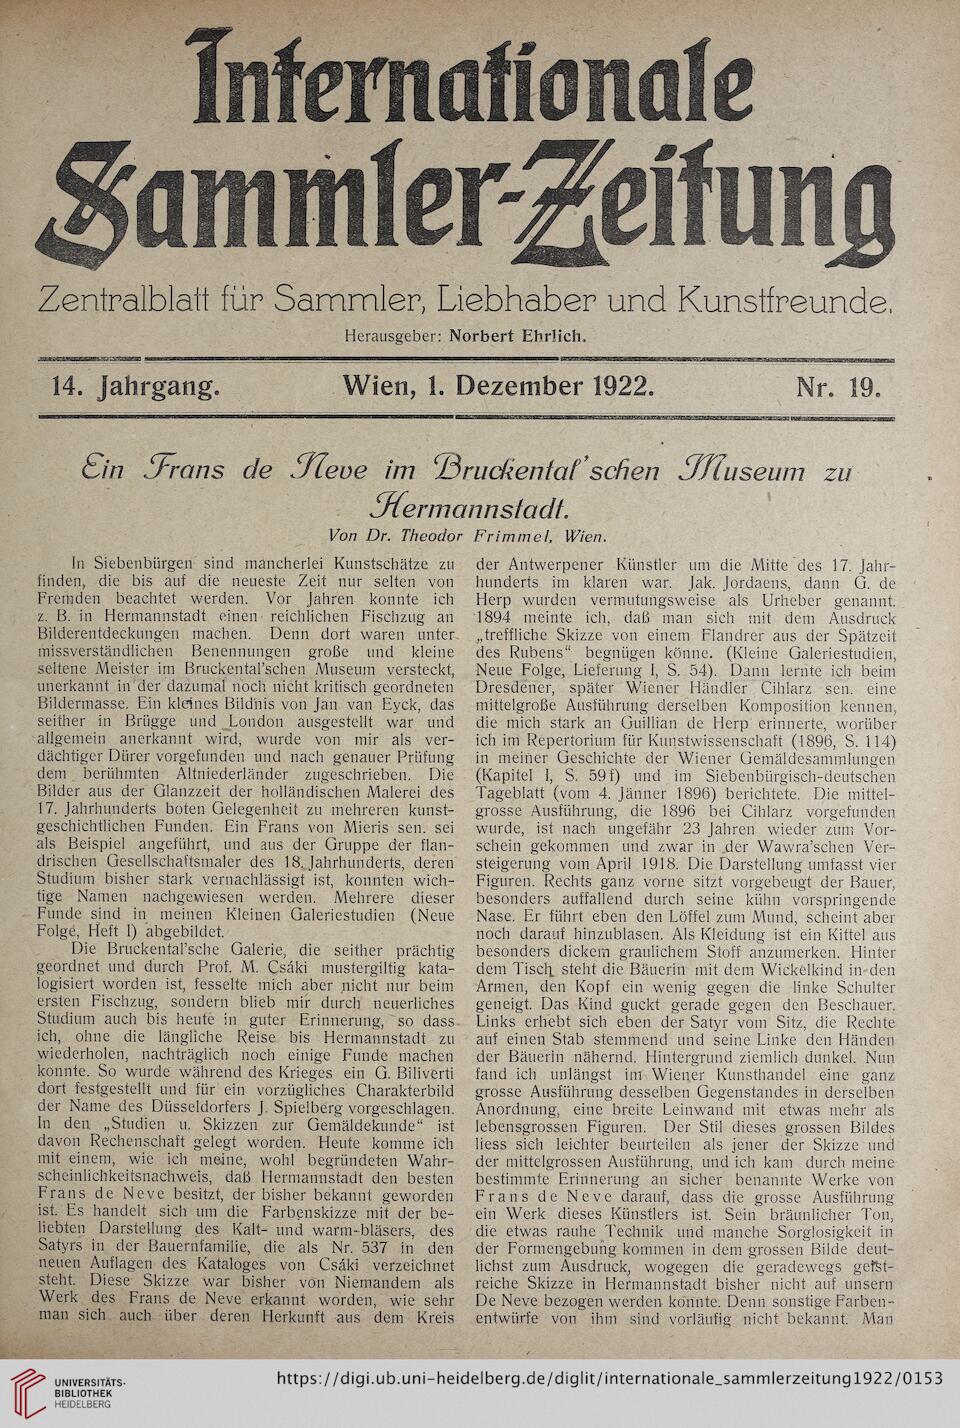 Internationale
Sammler-Zeitung
Zentralblatt für Sammler, Liebhaber und Kunstfreunde.
Herausgeber: Norbert Ehrlich.
14. Jahrgang. Wien, 1. Dezember 1922. Nr. 19.
Ein Frans de Neve im Bruckental'schen Museum zu
Hermannstadt.
Von Dr. Theodor Frimmel, Wien.
In Siebenbürgen sind mancherlei Kunstschätze zu
finden, die bis auf die neueste Zeit nur selten von
Fremden beachtet werden. Vor Jahren konnte ich
z. B. in Hermannstadt einen reichlichen Fischzug an
Bilderentdeckungen machen. Denn dort waren unter
missverständlichen Benennungen große und kleine
seltene Meister im Bruckental'schen Museum versteckt,
unerkannt in der dazumal noch nicht kritisch geordneten
Bildermasse. Ein kleines Bildnis von Jan van Eyck, das
seither in Brügge und London ausgestellt war und
allgemein anerkannt wird, wurde von mir als ver-
dächtiger Dürer vorgefunden und nach genauer Prüfung
dem berühmten Altniederländer zugeschrieben. Die
Bilder aus der Glanzzeit der holländischen Malerei des
17. Jahrhunderts boten Gelegenheit zu mehreren kunst-
geschichtlichen Funden. Ein Frans von Mieris sen. sei
als Beispiel angeführt, und aus der Gruppe der flan-
drischen Gesellschaftsmaler des 18. Jahrhunderts, deren
Studium bisher stark vernachlässigt ist, konnten wich-
tige Namen nachgewiesen werden. Mehrere dieser
Funde sind in meinen Kleinen Galeriestudien (Neue
Folge, Heft I) abgebildet.
Die Bruckental'sche Galerie, die seither prächtig
geordnet und durch Prof. M. Csáki mustergiltig kata-
logisiert worden ist, fesselte mich aber nicht nur beim
ersten Fischzug, sondern blieb mir durch neuerliches
Studium auch bis heute in guter Erinnerung, so dass
ich, ohne die längliche Reise bis Hermannstadt zu
wiederholen, nachträglich noch einige Funde machen
konnte. So wurde während des Krieges ein G. Biliverti
dort festgestellt und für ein vorzügliches Charakterbild
der Name des Düsseldorfers J. Spielberg vorgeschlagen.
In den „Studien u. Skizzen zur Gemäldekunde“ ist
davon Rechenschaft gelegt worden. Heute komme ich
mit einem, wie ich meine, wohl begründeten Wahr-
scheinlichkeitsnachweis, daß Hermannstadt den besten
Frans de Neve besitzt, der bisher bekannt geworden
ist. Es handelt sich um die Farbenskizze mit der be-
liebten Darstellung des Kalt- und warm-bläsers, des
Satyrs in der Bauernfamilie, die als Nr. 537 in den
neuen Auflagen des Kataloges von Csáki verzeichnet
steht. Diese Skizze war bisher von Niemandem als
Werk des Frans de Neve erkannt worden, wie sehr
man sich auch über deren Herkunft aus dem Kreis
der Antwerpener Künstler um die Mitte des 17. Jahr-
hunderts im klaren war. Jak. Jordaens, dann G. de
Herp wurden vermutungsweise als Urheber genannt.
1894 meinte ich, daß man sich mit dem Ausdruck
„treffliche Skizze von einem Flandrer aus der Spätzeit
des Rubens“ begnügen könne. (Kleine Galeriestudien,
Neue Folge, Lieferung I, S. 54). Dann lernte ich beim
Dresdener, später Wiener Händler Cihlarz sen. eine
mittelgroße Ausführung derselben Komposition kennen,
die mich stark an Guillian de Herp erinnerte, worüber
ich im Repertorium für Kunstwissenschaft (1896, S. 114)
in meiner Geschichte der Wiener Gemäldesammlungen
(Kapitel I, S. 59f) und im Siebenbürgisch-deutschen
Tageblatt (vom 4. Jänner 1896) berichtete. Die mittel-
grosse Ausführung, die 1896 bei Cihlarz vorgefunden
wurde, ist nach ungefähr 23 Jahren wieder zum Vor-
schein gekommen und zwar in der Wawra'schen Ver-
steigerung vom April 1918. Die Darstellung umfasst vier
Figuren. Rechts ganz vorne sitzt vorgebeugt der Bauer,
besonders auffallend durch seine kühn vorspringende
Nase. Er führt eben den Löffel zum Mund, scheint aber
noch darauf hinzublasen. Als Kleidung ist ein Kittel aus
besonders dickem graulichem Stoff anzumerken. Hinter
dem Tisch steht die Bäuerin mit dem Wickelkind in den
Armen, den Kopf ein wenig gegen die linke Schulter
geneigt. Das Kind guckt gerade gegen den Beschauer.
Links erhebt sich eben der Satyr vom Sitz, die Rechte
auf einen Stab stemmend und seine Linke den Händen
der Bäuerin nähernd. Hintergrund ziemlich dunkel. Nun
fand ich unlängst im Wiener Kunsthandel eine ganz
grosse Ausführung desselben Gegenstandes in derselben
Anordnung, eine breite Leinwand mit etwas mehr als
lebensgrossen Figuren. Der Stil dieses grossen Bildes
liess sich leichter beurteilen als jener der Skizze und
der mittelgrossen Ausführung, und ich kam durch meine
bestimmte Erinnerung an sicher benannte Werke von
Frans de Neve darauf, dass die grosse Ausführung
ein Werk dieses Künstlers ist. Sein bräunlicher Ton,
die etwas rauhe Technik und manche Sorglosigkeit in
der Formengebung kommen in dem grossen Bilde deut-
lichst zum Ausdruck, wogegen die geradewegs geist-
reiche Skizze in Hermannstadt bisher nicht auf unsern
De Neve bezogen werden konnte. Denn sonstige Farben-
entwürfe von ihm sind vorläufig nicht bekannt. Man
UNIVERSITÄTS-
BIBLIOTHEK
HEIDELBERG
https://digi.ub.uni-heidelberg.de/diglit/internationale_sammlerzeitung1922/0153